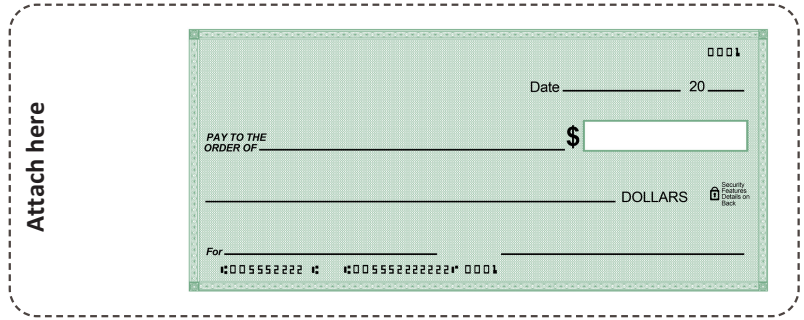 Attach here
0001
Date 20
PAY TO THE
ORDER OF
$
DOLLARS
Security
Features
Details on
Back
For
⑆005552222⑆ ⑆0055522222222⑈ 0001